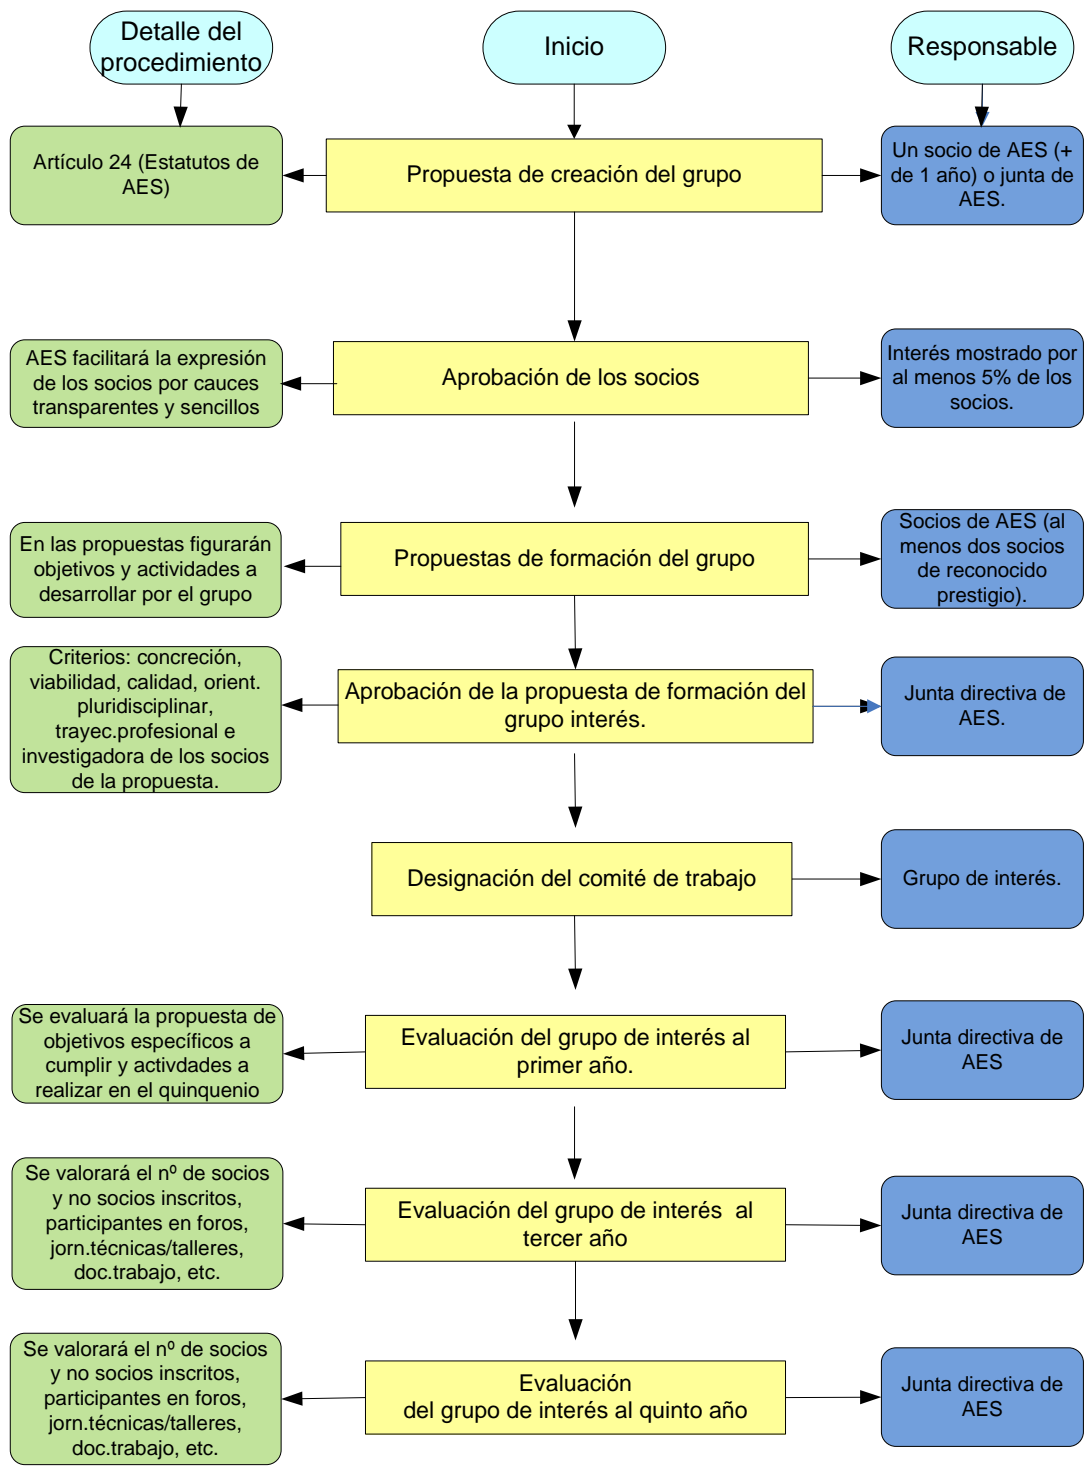 Detalle del
procedimiento
Inicio
Responsable
Artículo 24 (Estatutos de
AES)
Propuesta de creación del grupo
Un socio de AES (+
de 1 año) o junta de
AES.
AES facilitará la expresión
de los socios por cauces
transparentes y sencillos
Aprobación de los socios
Interés mostrado por
al menos 5% de los
socios.
En las propuestas figurarán
objetivos y actividades a
desarrollar por el grupo
Propuestas de formación del grupo
Socios de AES (al
menos dos socios
de reconocido
prestigio).
Criterios: concreción,
viabilidad, calidad, orient.
pluridisciplinar,
trayec.profesional e
investigadora de los socios
de la propuesta.
Aprobación de la propuesta de formación del
grupo interés.
Junta directiva de
AES.
Designación del comité de trabajo
Grupo de interés.
Se evaluará la propuesta de
objetivos específicos a
cumplir y activdades a
realizar en el quinquenio
Evaluación del grupo de interés al
primer año.
Junta directiva de
AES
Se valorará el nº de socios
y no socios inscritos,
participantes en foros,
jorn.técnicas/talleres,
doc.trabajo, etc.
Evaluación del grupo de interés al
tercer año
Junta directiva de
AES
Se valorará el nº de socios
y no socios inscritos,
participantes en foros,
jorn.técnicas/talleres,
doc.trabajo, etc.
Evaluación
del grupo de interés al quinto año
Junta directiva de
AES